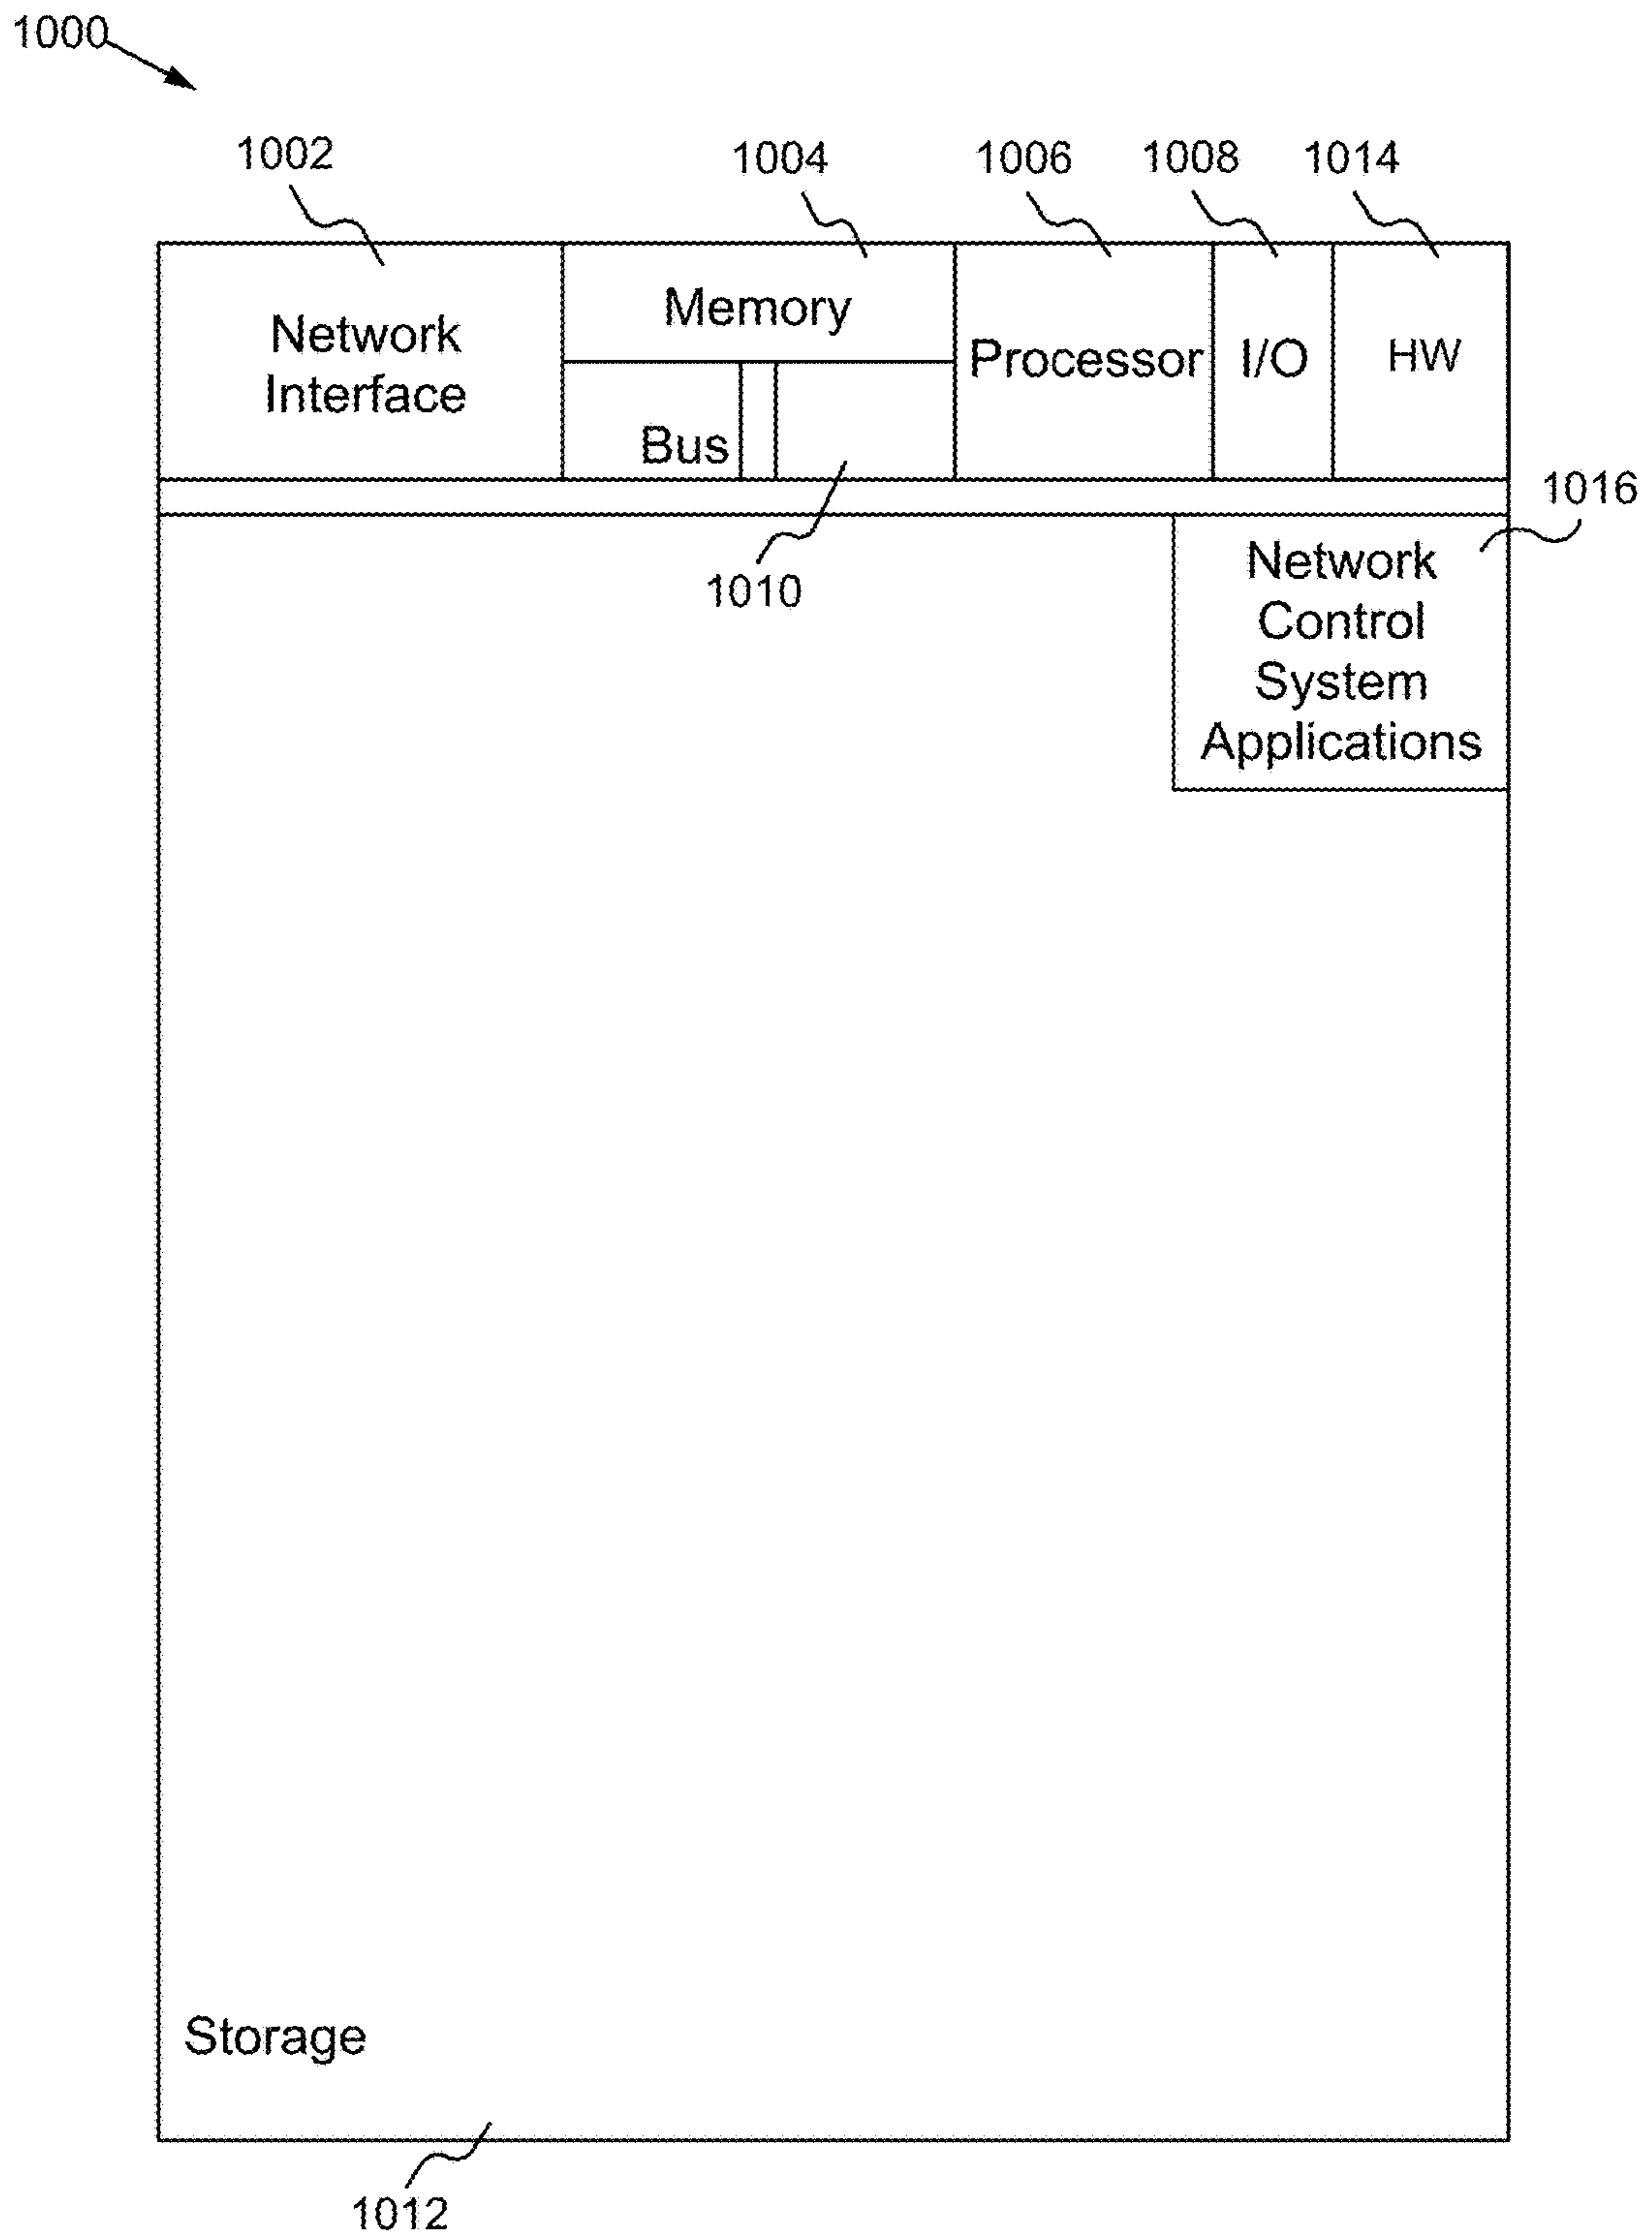 1000
1002
1004
1006
1008
1014
Network
Interface
Memory
Bus
Processor
I/O
HW
1010
1016
Network
Control
System
Applications
Storage
1012